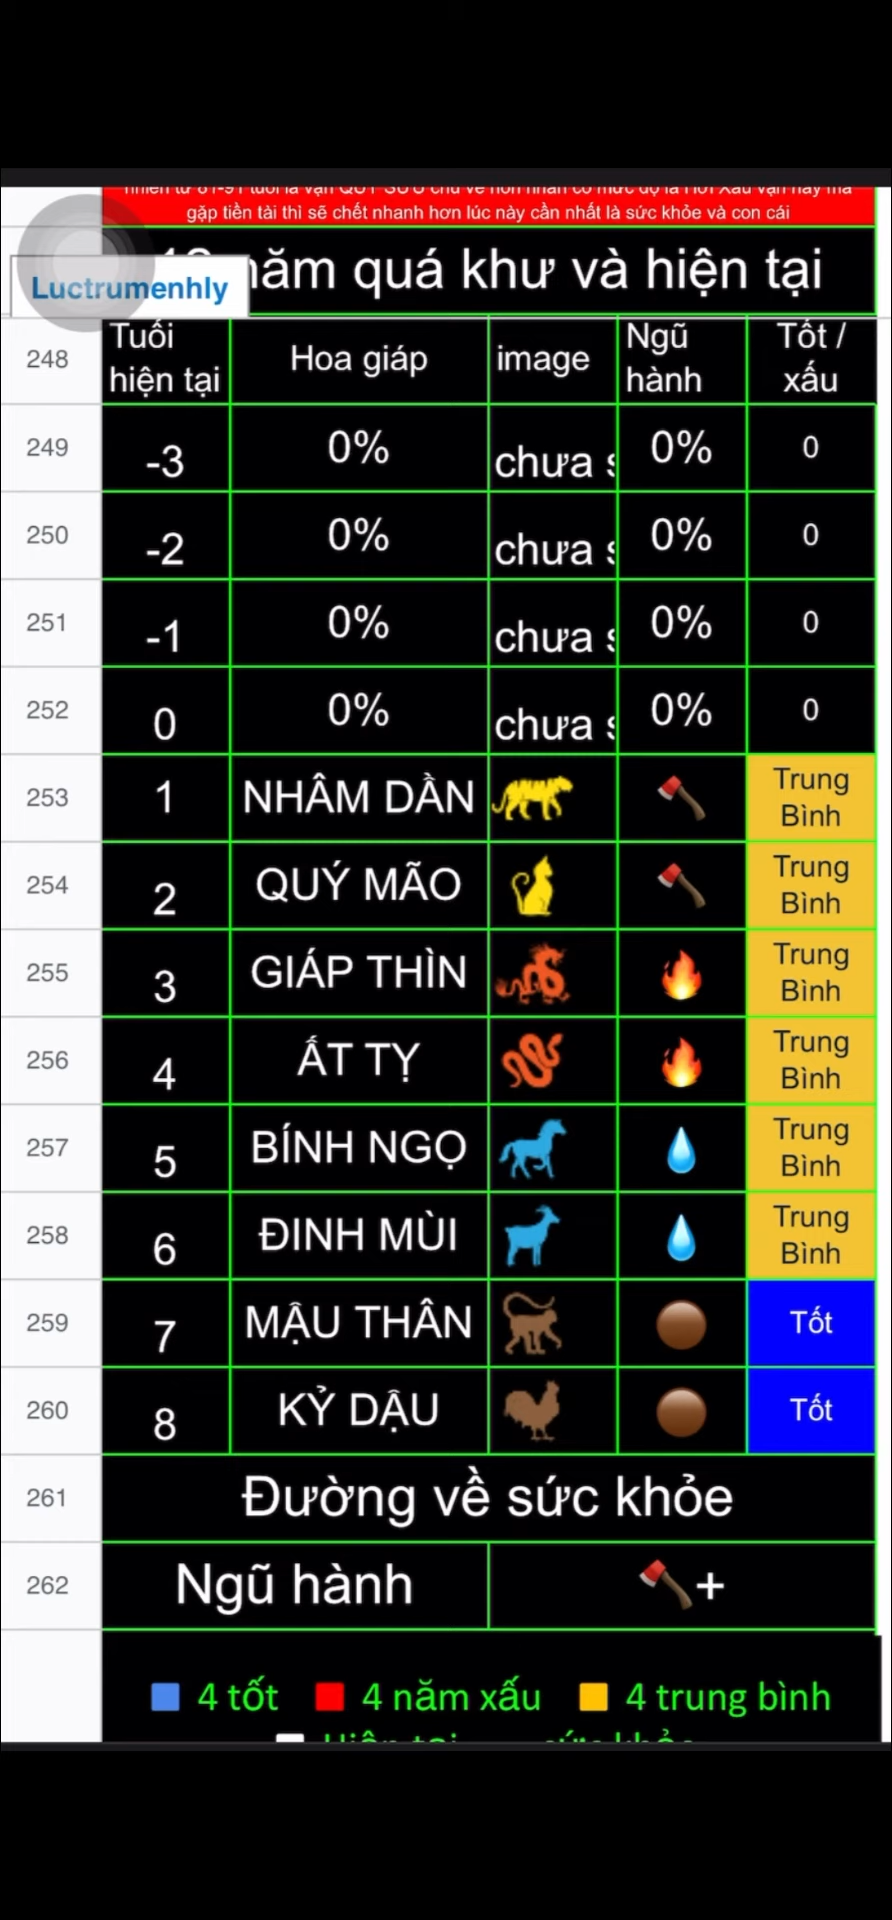 gặp tiền tài thì sẽ chết nhanh hơn lúc này cần nhất là sức khỏe và con cái
năm quá khư và hiện tại
Luctrumenhly
248 Tuổi hiện tại Hoa giáp image Ngũ hành Tốt / xấu
249 -3 0% chưa s 0% 0
250 -2 0% chưa s 0% 0
251 -1 0% chưa s 0% 0
252 0 0% chưa s 0% 0
253 1 NHÂM DẦN Trung Bình
254 2 QUÝ MÃO Trung Bình
255 3 GIÁP THÌN Trung Bình
256 4 ẤT TỴ Trung Bình
257 5 BÍNH NGỌ Trung Bình
258 6 ĐINH MÙI Trung Bình
259 7 MẬU THÂN Tốt
260 8 KỶ DẬU Tốt
261 Đường về sức khỏe
262 Ngũ hành +
4 tốt 4 năm xấu 4 trung bình